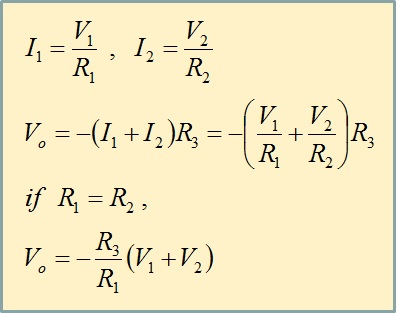 I₁ = V₁/R₁ , I₂ = V₂/R₂
Vₒ = −(I₁ + I₂)R₃ = −(V₁/R₁ + V₂/R₂)R₃
if R₁ = R₂ ,
Vₒ = −R₃/R₁(V₁ + V₂)